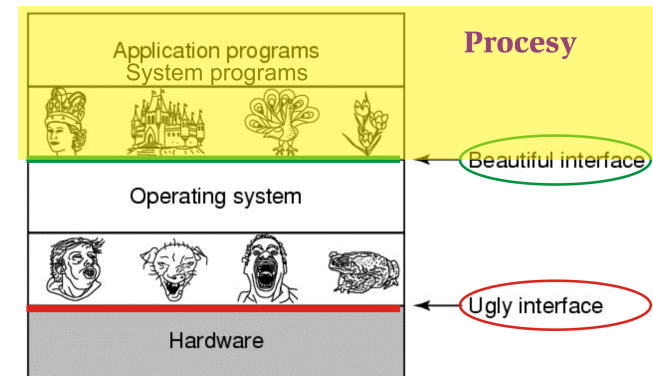 Application programs
System programs
Procesy
Beautiful interface
Operating system
Ugly interface
Hardware